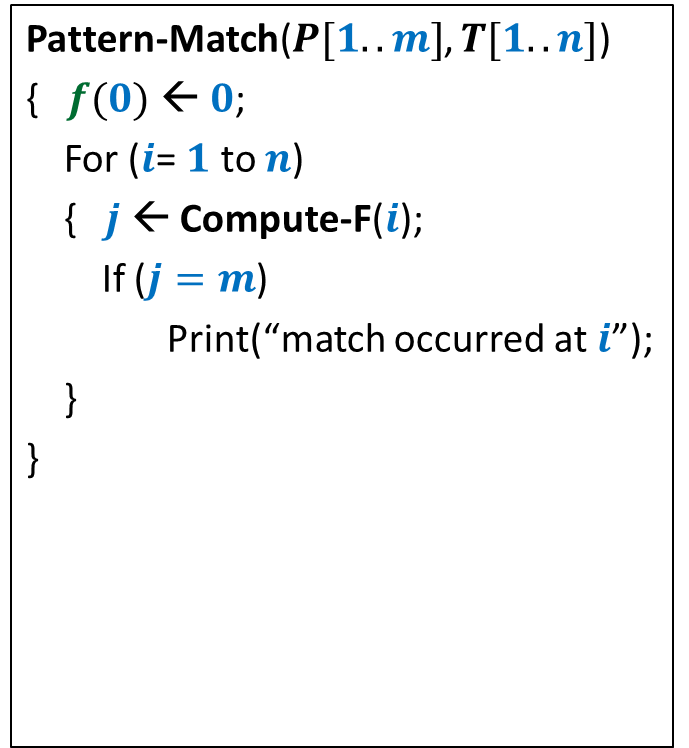 Pattern-Match(P[1..m],T[1..n])
{ f(0) ← 0;
For (i= 1 to n)
{ j ← Compute-F(i);
If (j = m)
Print(“match occurred at i”);
}
}